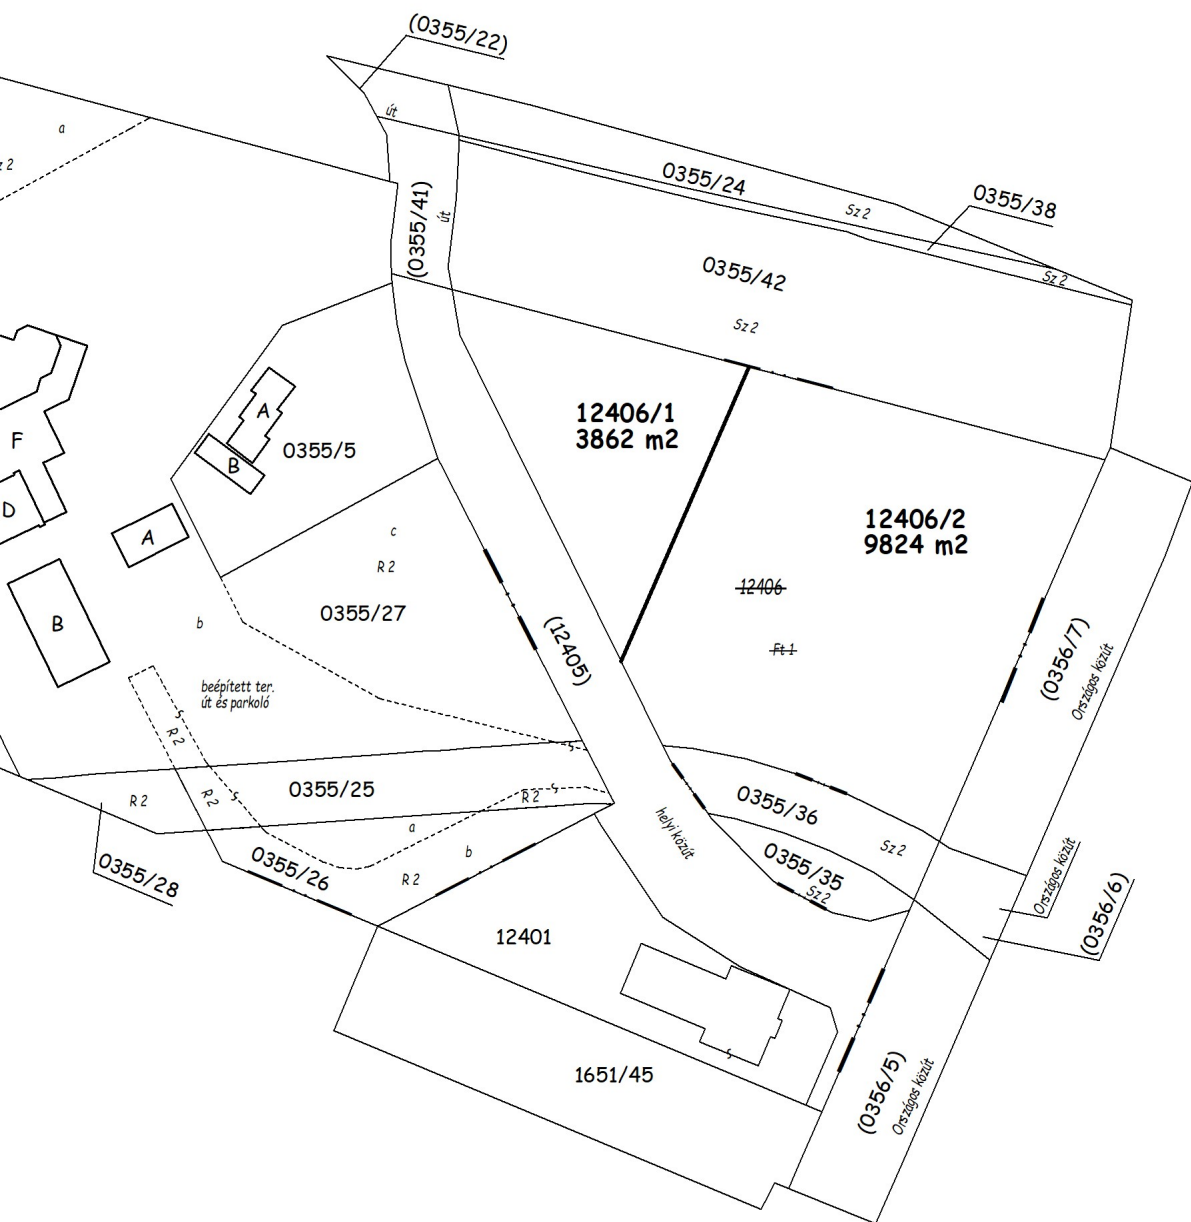 (0355/22)
út
a
z 2
0355/24
Sz 2
0355/38
(0355/41)
út
0355/42
Sz 2
Sz 2
12406/1
3862 m2
A
B
0355/5
F
D
A
B
12406/2
9824 m2
c
R 2
0355/27
12406
Ft 1
b
(12405)
(0356/7)
Országos közút
beépített ter.
út és parkoló
R 2
R 2
R 2
0355/25
R 2
0355/36
helyi közút
a
b
Sz 2
0355/35
Sz 2
Országos közút
0355/28
0355/26
R 2
(0356/6)
12401
1651/45
(0356/5)
Országos közút